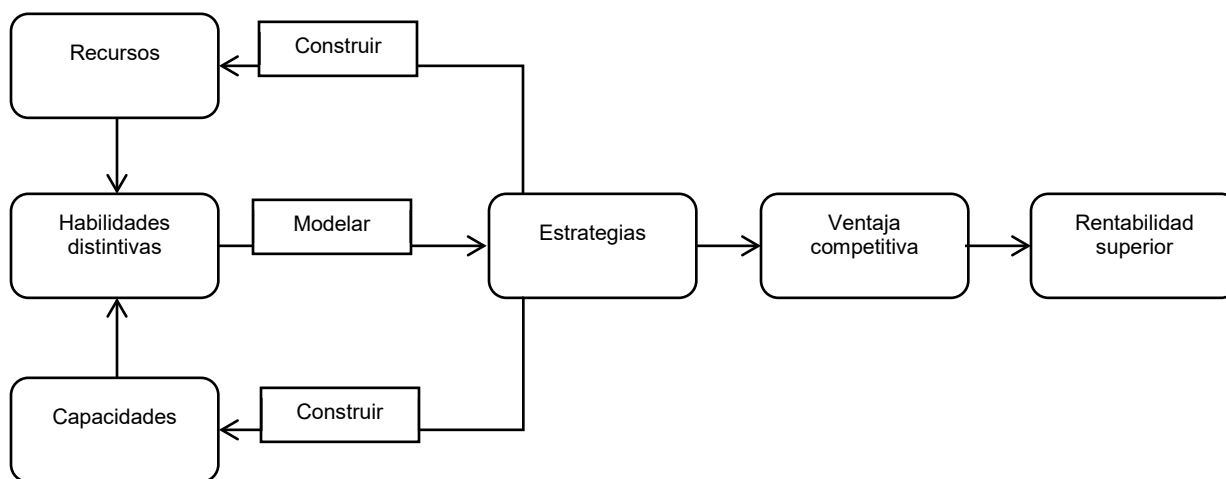 Recursos
Construir
Habilidades
distintivas
Modelar
Estrategias
Ventaja
competitiva
Rentabilidad
superior
Capacidades
Construir